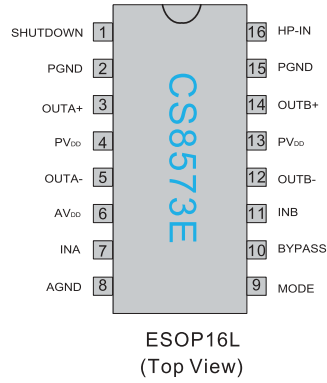 SHUTDOWN 1 16 HP-IN
PGND 2 15 PGND
OUTA+ 3 14 OUTB+
PVDD 4 13 PVDD
OUTA- 5 12 OUTB-
AVDD 6 11 INB
INA 7 10 BYPASS
AGND 8 9 MODE
CS8573E
ESOP16L
(Top View)